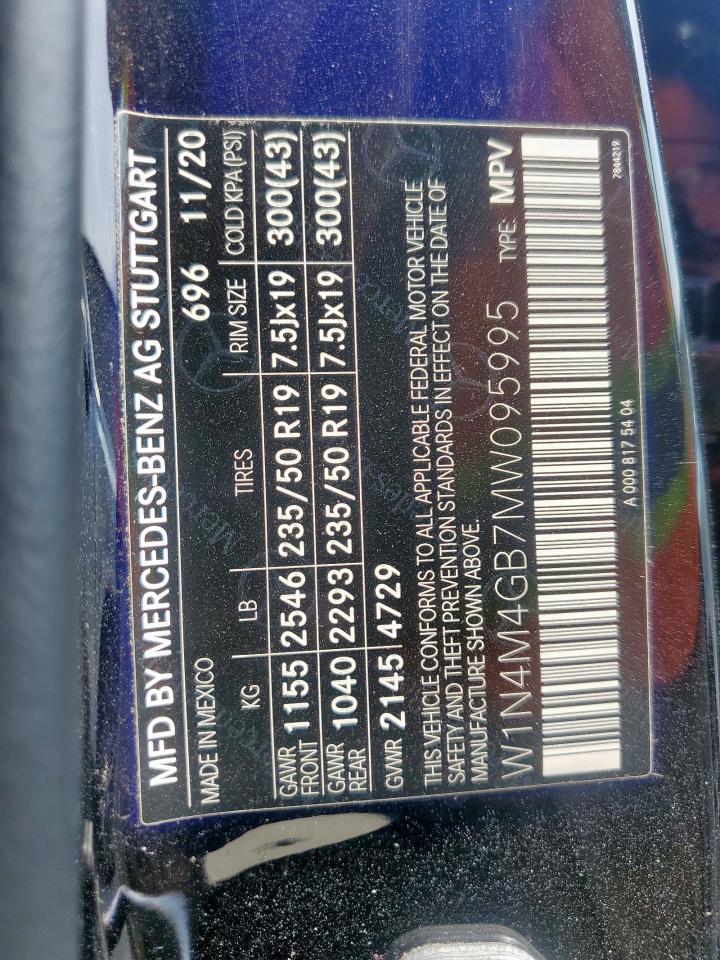 MFD BY MERCEDES-BENZ AG STUTTGART
MADE IN MEXICO 696 11/20
KG LB TIRES RIM SIZE COLD KPA(PSI)
GAWR FRONT 1155 2546 235/50 R19 7.5Jx19 300(43)
GAWR REAR 1040 2293 235/50 R19 7.5Jx19 300(43)
GVWR 2145 4729
THIS VEHICLE CONFORMS TO ALL APPLICABLE FEDERAL MOTOR VEHICLE
SAFETY AND THEFT PREVENTION STANDARDS IN EFFECT ON THE DATE OF
MANUFACTURE SHOWN ABOVE.
W1N4M4GB7MW095995 TYPE: MPV
A 000 817 54 04 7844219